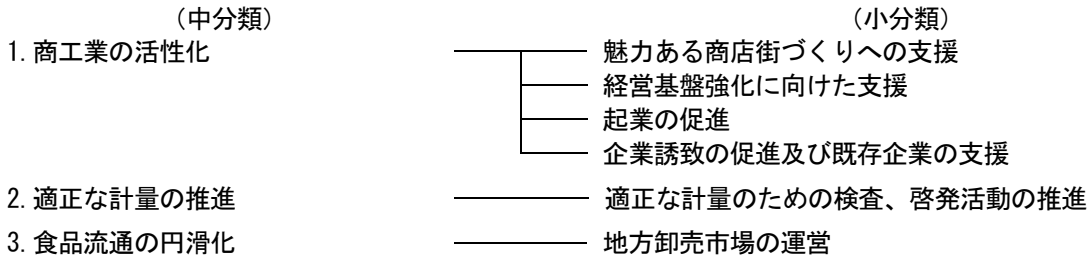 （中分類） （小分類）
1. 商工業の活性化 魅力ある商店街づくりへの支援
経営基盤強化に向けた支援
起業の促進
企業誘致の促進及び既存企業の支援
2. 適正な計量の推進 適正な計量のための検査、啓発活動の推進
3. 食品流通の円滑化 地方卸売市場の運営